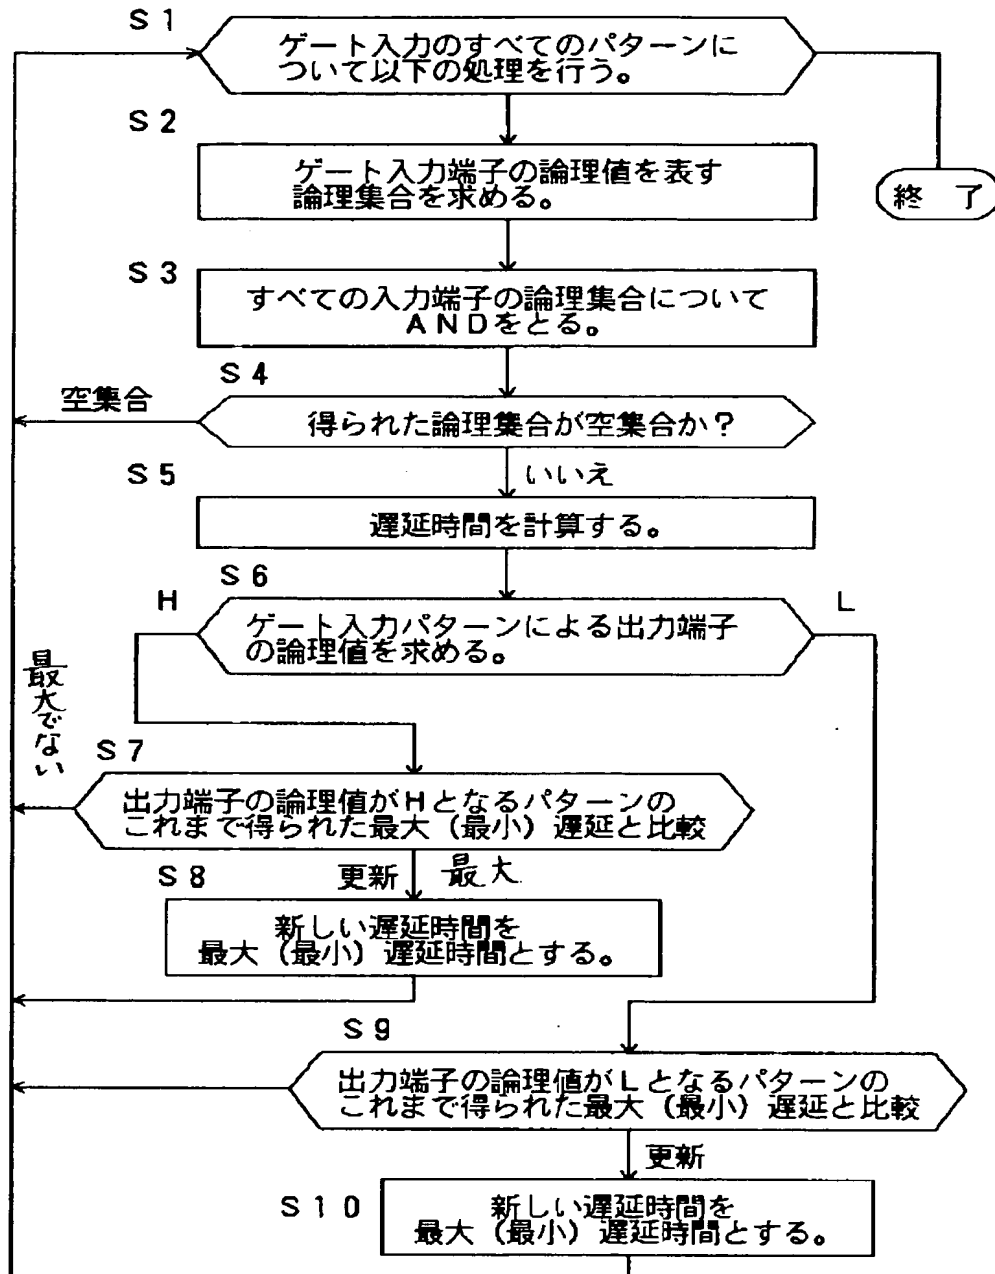 S1
ゲート入力のすべてのパターンに
ついて以下の処理を行う。
S2
ゲート入力端子の論理値を表す
論理集合を求める。
終 了
S3
すべての入力端子の論理集合について
ANDをとる。
S4
空集合
得られた論理集合が空集合か?
S5
いいえ
遅延時間を計算する。
S6
H
L
ゲート入力パターンによる出力端子
の論理値を求める。
最大でない
S7
出力端子の論理値がHとなるパターンの
これまで得られた最大(最小)遅延と比較
S8
更新
最大
新しい遅延時間を
最大(最小)遅延時間とする。
S9
出力端子の論理値がLとなるパターンの
これまで得られた最大(最小)遅延と比較
更新
S10
新しい遅延時間を
最大(最小)遅延時間とする。